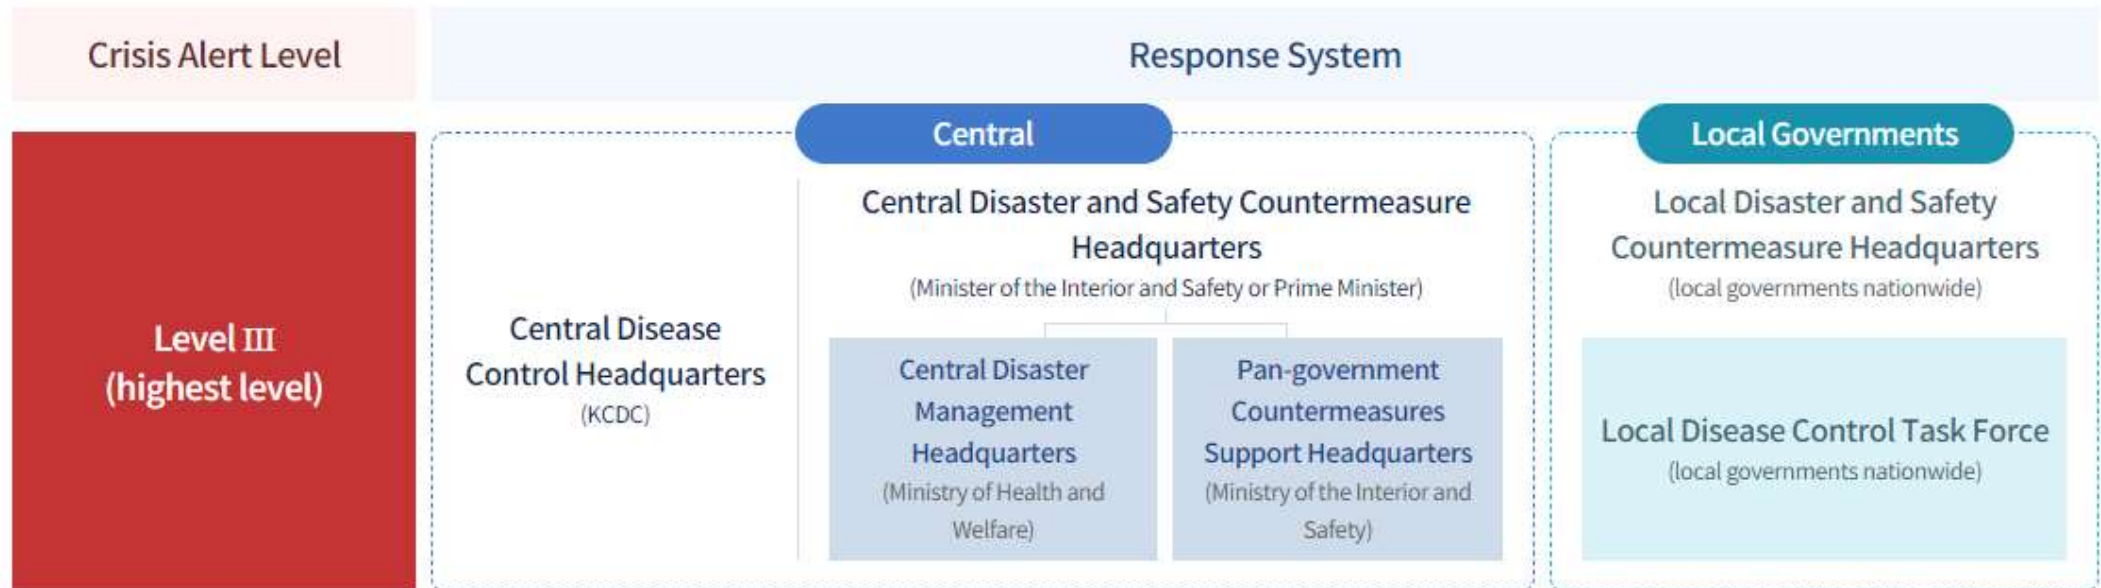 Crisis Alert Level
Response System
Level III
(highest level)
Central
Central Disease
Control Headquarters
(KCDC)
Central Disaster and Safety Countermeasure
Headquarters
(Minister of the Interior and Safety or Prime Minister)
Central Disaster
Management
Headquarters
(Ministry of Health and
Welfare)
Pan-government
Countermeasures
Support Headquarters
(Ministry of the Interior and
Safety)
Local Governments
Local Disaster and Safety
Countermeasure Headquarters
(local governments nationwide)
Local Disease Control Task Force
(local governments nationwide)